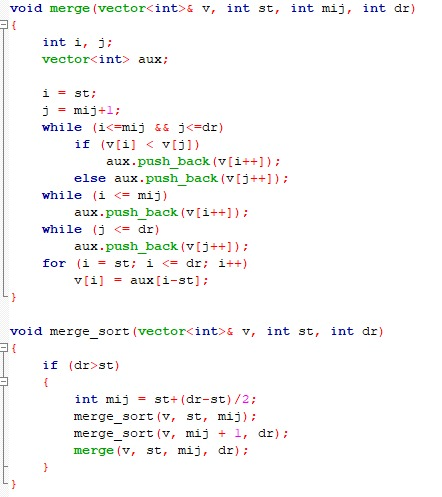 void merge(vector<int>& v, int st, int mij, int dr)
{
    int i, j;
    vector<int> aux;

    i = st;
    j = mij+1;
    while (i<=mij && j<=dr)
        if (v[i] < v[j])
            aux.push_back(v[i++]);
        else aux.push_back(v[j++]);
    while (i <= mij)
        aux.push_back(v[i++]);
    while (j <= dr)
        aux.push_back(v[j++]);
    for (i = st; i <= dr; i++)
        v[i] = aux[i-st];
}

void merge_sort(vector<int>& v, int st, int dr)
{
    if (dr>st)
    {
        int mij = st+(dr-st)/2;
        merge_sort(v, st, mij);
        merge_sort(v, mij + 1, dr);
        merge(v, st, mij, dr);
    }
}